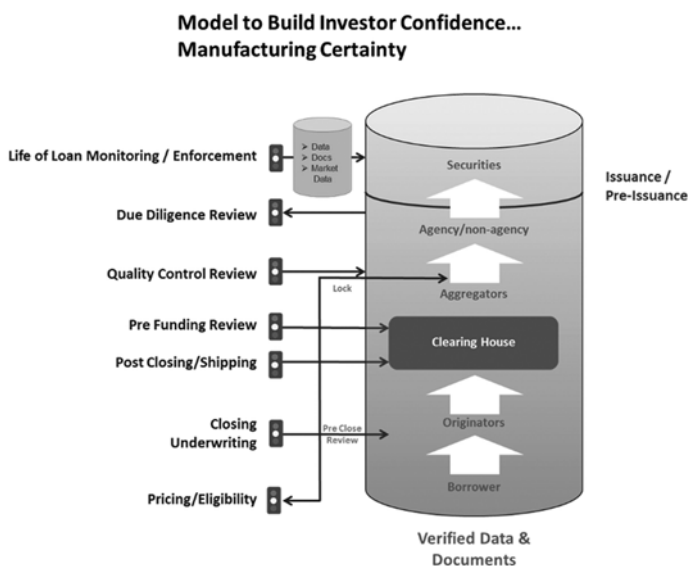 Model to Build Investor Confidence...
Manufacturing Certainty
Life of Loan Monitoring / Enforcement
➤ Data
➤ Docs
➤ Market
Data
Securities
Issuance /
Pre-Issuance
Due Diligence Review
Agency/non-agency
Quality Control Review
Lock
Aggregators
Pre Funding Review
Clearing House
Post Closing/Shipping
Originators
Closing
Underwriting
Pre Close
Review
Pricing/Eligibility
Borrower
Verified Data &
Documents